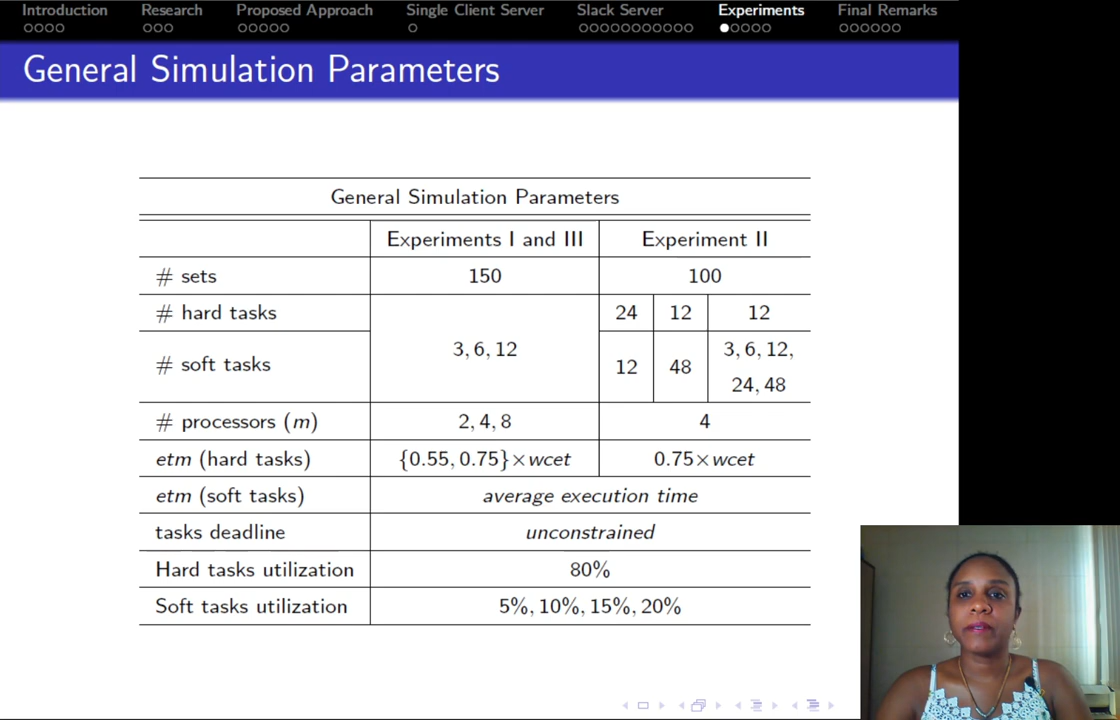 Introduction Research Proposed Approach Single Client Server Slack Server Experiments Final Remarks
General Simulation Parameters
General Simulation Parameters
Experiments I and III Experiment II
# sets 150 100
# hard tasks 24 12 12
# soft tasks 3, 6, 12 12 48 3, 6, 12,
24, 48
# processors (m) 2, 4, 8 4
etm (hard tasks) {0.55, 0.75}×wcet 0.75×wcet
etm (soft tasks) average execution time
tasks deadline unconstrained
Hard tasks utilization 80%
Soft tasks utilization 5%, 10%, 15%, 20%